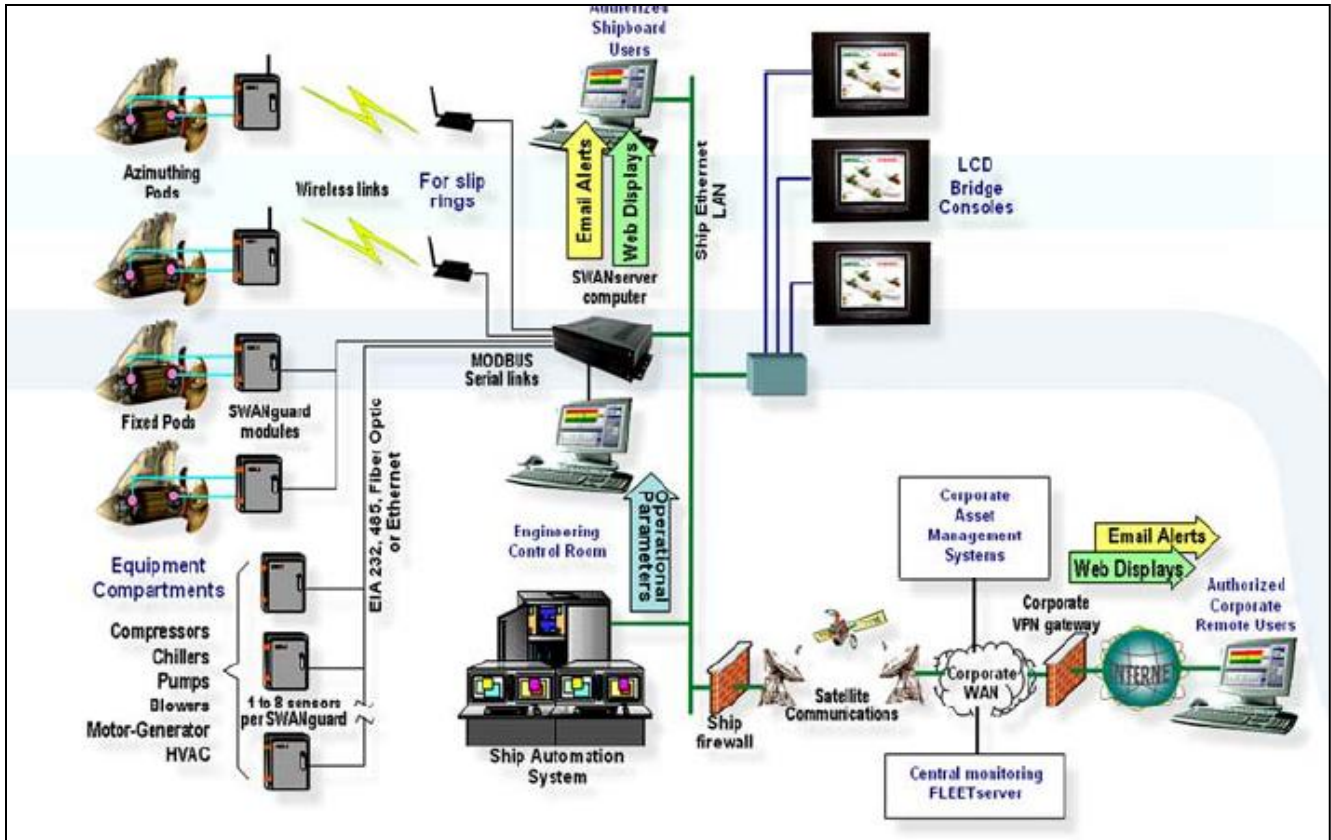 Authorized
Shipboard
Users
Azimuthing
Pods
Wireless links
For slip
rings
Email Alerts
Web Displays
Ship Ethernet
LAN
LCD
Bridge
Consoles
SWANserver
computer
MODBUS
Serial links
Fixed Pods
SWANguard
modules
EIA 232, 485, Fiber Optic
or Ethernet
Engineering
Control Room
Operational
Parameters
Equipment
Compartments
Compressors
Chillers
Pumps
Blowers
Motor-Generator
HVAC
1 to 8 sensors
per SWANguard
Ship Automation
System
Ship
firewall
Satellite
Communications
Corporate
Asset
Management
Systems
Corporate
WAN
Central monitoring
FLEETserver
Corporate
VPN gateway
Email Alerts
Web Displays
INTERNE
Authorized
Corporate
Remote Users